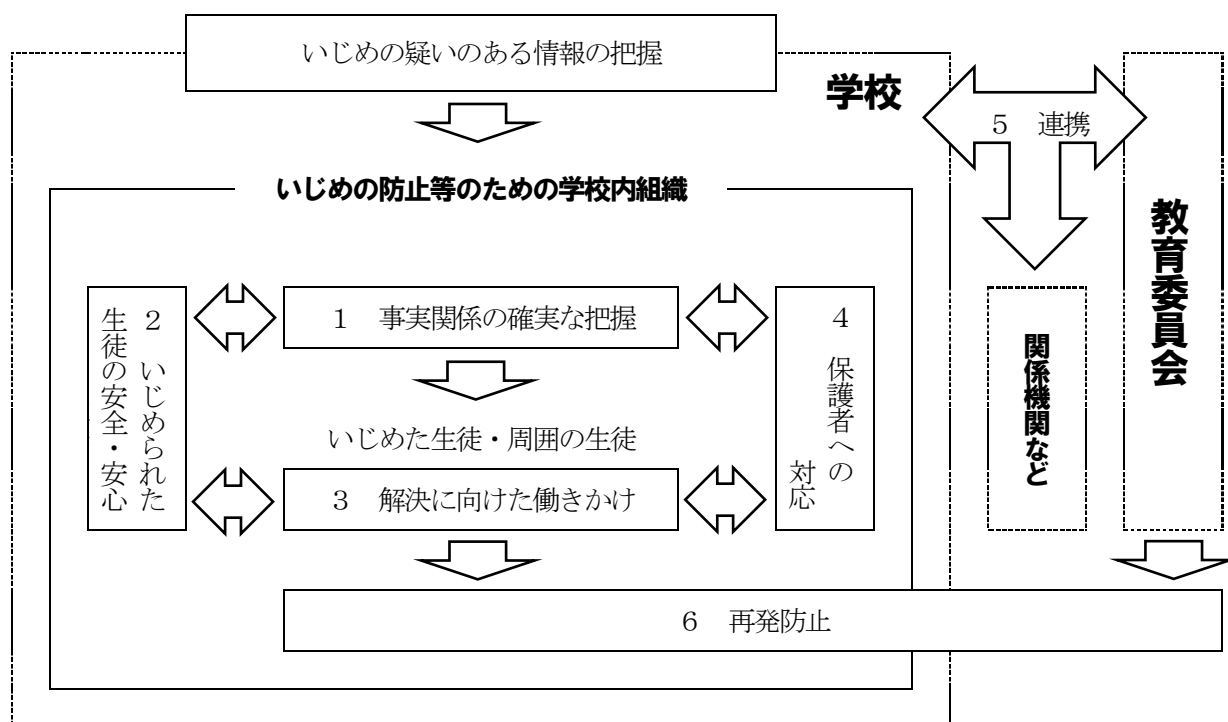 いじめの疑いのある情報の把握
学校
5　連携
いじめの防止等のための学校内組織
教育委員会
2　いじめられた
生徒の安全・安心
1　事実関係の確実な把握
4　保護者への
対応
関係機関など
いじめた生徒・周囲の生徒
3　解決に向けた働きかけ
6　再発防止